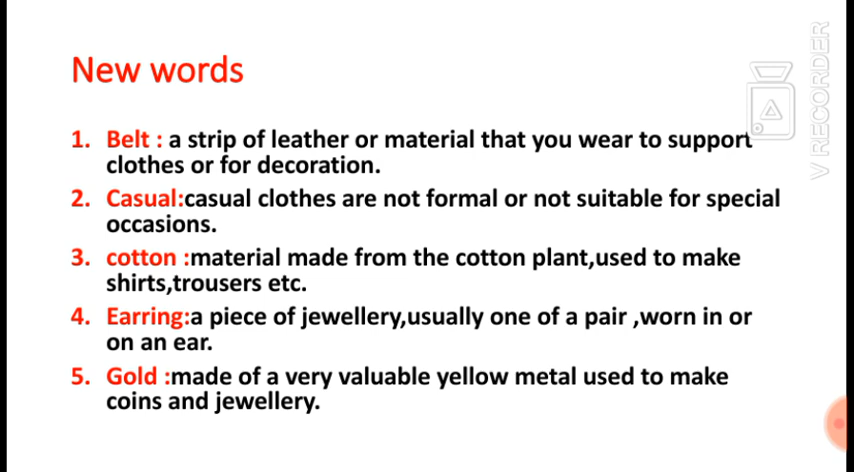 New words
1. Belt : a strip of leather or material that you wear to support
clothes or for decoration.
2. Casual:casual clothes are not formal or not suitable for special
occasions.
3. cotton :material made from the cotton plant,used to make
shirts,trousers etc.
4. Earring:a piece of jewellery,usually one of a pair ,worn in or
on an ear.
5. Gold :made of a very valuable yellow metal used to make
coins and jewellery.
V RECORDER